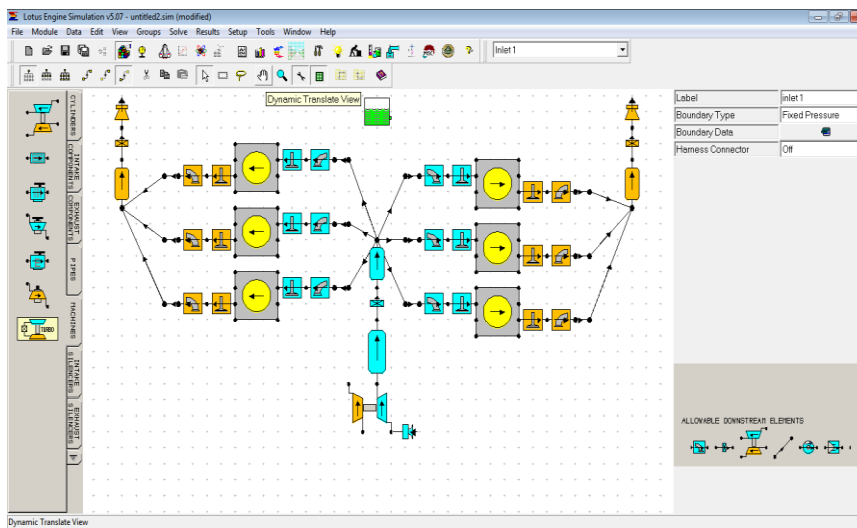 Lotus Engine Simulation v5.07 - untitled2.sim (modified)
File Module Data Edit View Groups Solve Results Setup Tools Window Help
Inlet 1
Dynamic Translate View
Label inlet 1
Boundary Type Fixed Pressure
Boundary Data
Harness Connector Off
CYLINDERS
INTAKE COMPONENTS
EXHAUST COMPONENTS
PIPES
MACHINES
INTAKE SILENCERS
EXHAUST SILENCERS
TURBO
ALLOWABLE DOWNSTREAM ELEMENTS
Dynamic Translate View